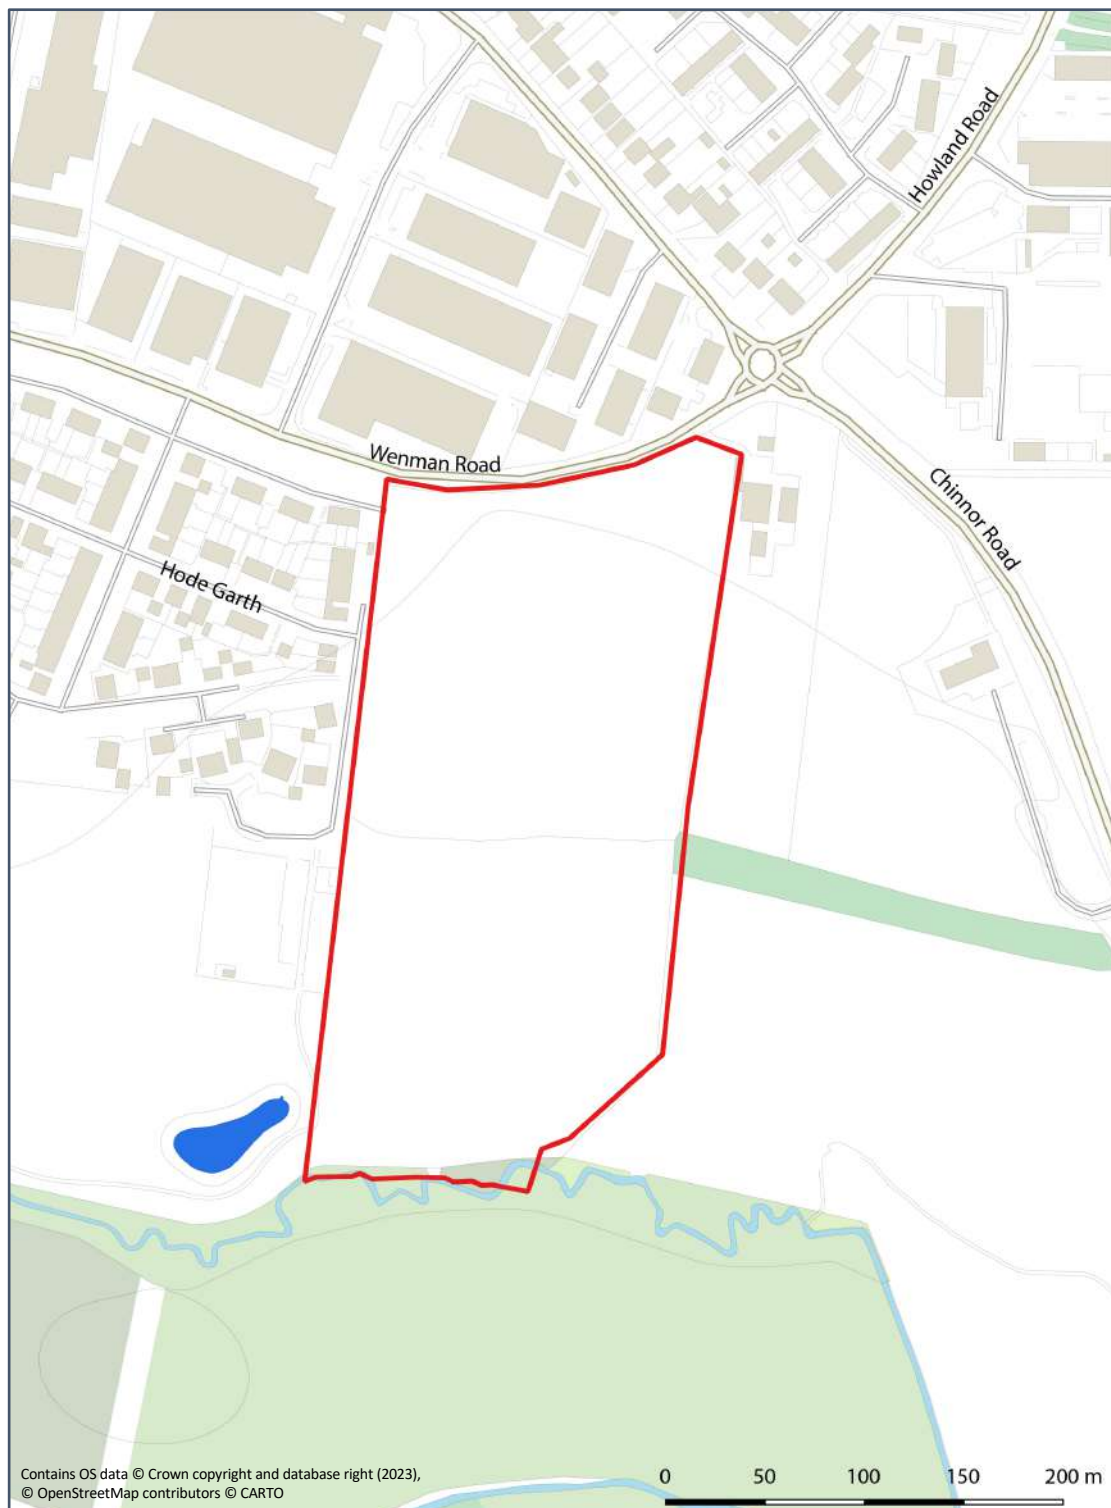 Howland Road
Wenman Road
Chinnor Road
Hode Garth
Contains OS data © Crown copyright and database right (2023),
© OpenStreetMap contributors © CARTO
0 50 100 150 200 m